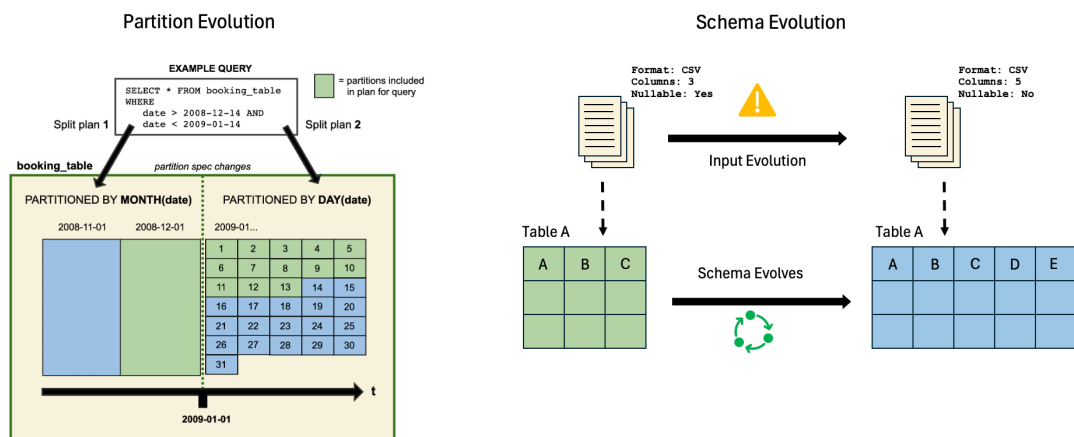 Partition Evolution
EXAMPLE QUERY
SELECT * FROM booking_table
WHERE
date > 2008-12-14 AND
date < 2009-01-14
= partitions included
in plan for query
Split plan 1
Split plan 2
booking_table
partition spec changes
PARTITIONED BY MONTH(date)
PARTITIONED BY DAY(date)
2008-11-01
2008-12-01
2009-01...
1 2 3 4 5
6 7 8 9 10
11 12 13 14 15
16 17 18 19 20
21 22 23 24 25
26 27 28 29 30
31
t
2009-01-01
Schema Evolution
Format: CSV
Columns: 3
Nullable: Yes
Input Evolution
Format: CSV
Columns: 5
Nullable: No
Table A
A B C
Schema Evolves
Table A
A B C D E